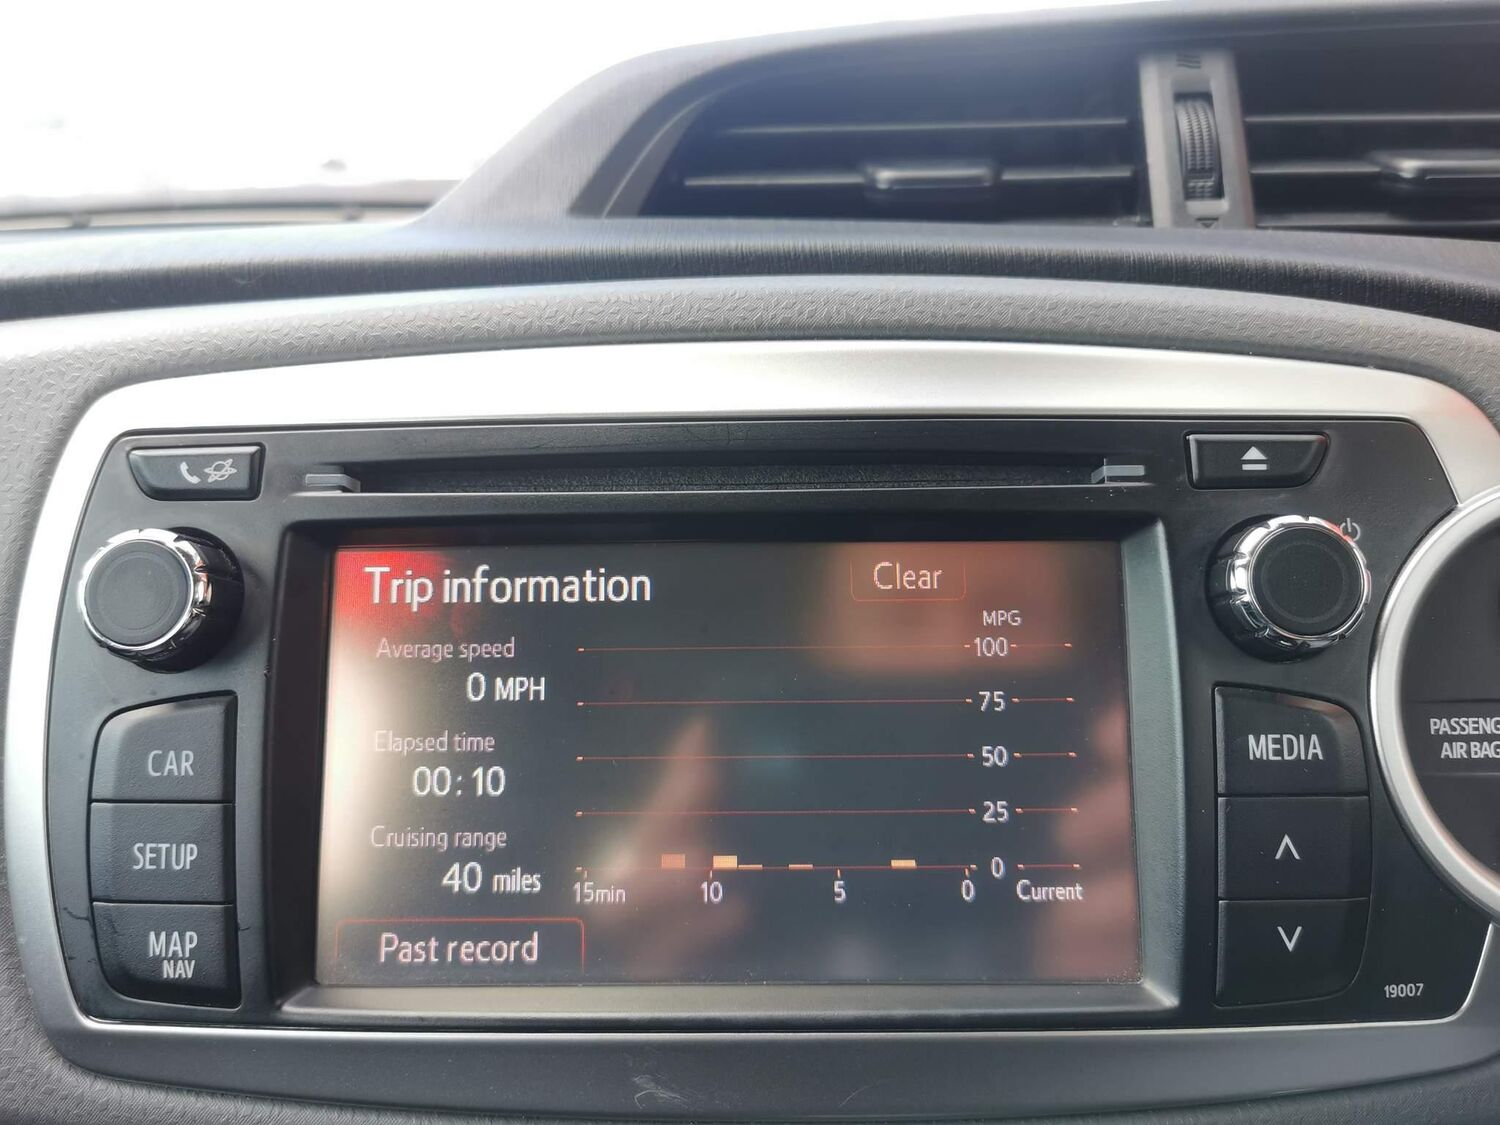 Trip information
Clear
Average speed
0 MPH
Elapsed time
00:10
Cruising range
40 miles
Past record
MPG
100
75
50
25
0
15min 10 5 0 Current
CAR
SETUP
MAP
NAV
MEDIA
PASSENG
AIR BAG
19007